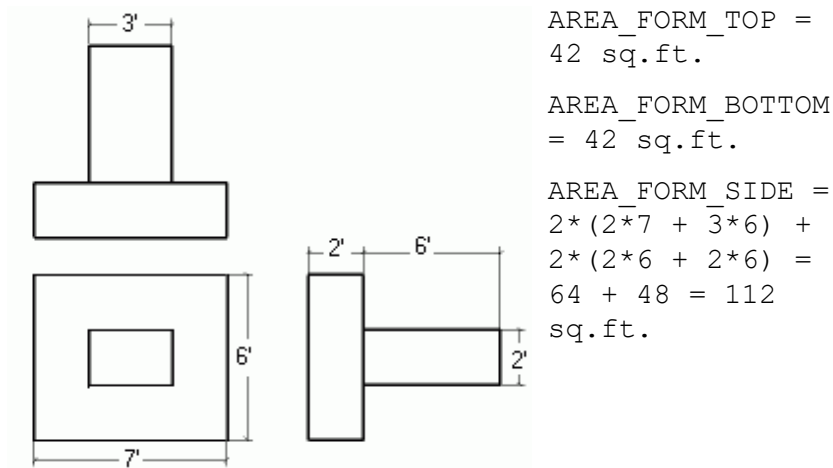 3'
AREA_FORM_TOP =
42 sq.ft.
AREA_FORM_BOTTOM
= 42 sq.ft.
AREA_FORM_SIDE =
2*(2*7 + 3*6) +
2*(2*6 + 2*6) =
64 + 48 = 112
sq.ft.
2' 6'
6'
2'
7'